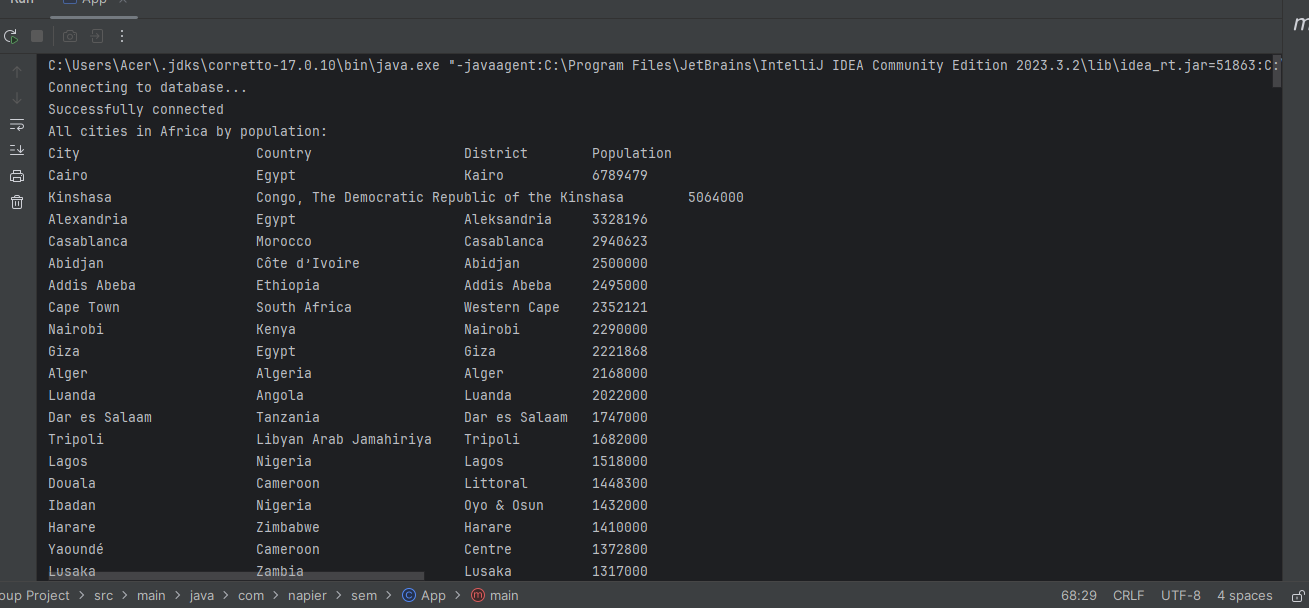 Run App
C:\Users\Acer\.jdks\corretto-17.0.10\bin\java.exe "-javaagent:C:\Program Files\JetBrains\IntelliJ IDEA Community Edition 2023.3.2\lib\idea_rt.jar=51863:C:
Connecting to database...
Successfully connected
All cities in Africa by population:
City Country District Population
Cairo Egypt Kairo 6789479
Kinshasa Congo, The Democratic Republic of the Kinshasa 5064000
Alexandria Egypt Aleksandria 3328196
Casablanca Morocco Casablanca 2940623
Abidjan Côte d’Ivoire Abidjan 2500000
Addis Abeba Ethiopia Addis Abeba 2495000
Cape Town South Africa Western Cape 2352121
Nairobi Kenya Nairobi 2290000
Giza Egypt Giza 2221868
Alger Algeria Alger 2168000
Luanda Angola Luanda 2022000
Dar es Salaam Tanzania Dar es Salaam 1747000
Tripoli Libyan Arab Jamahiriya Tripoli 1682000
Lagos Nigeria Lagos 1518000
Douala Cameroon Littoral 1448300
Ibadan Nigeria Oyo & Osun 1432000
Harare Zimbabwe Harare 1410000
Yaoundé Cameroon Centre 1372800
Lusaka Zambia Lusaka 1317000
oup Project > src > main > java > com > napier > sem > App > main 68:29 CRLF UTF-8 4 spaces